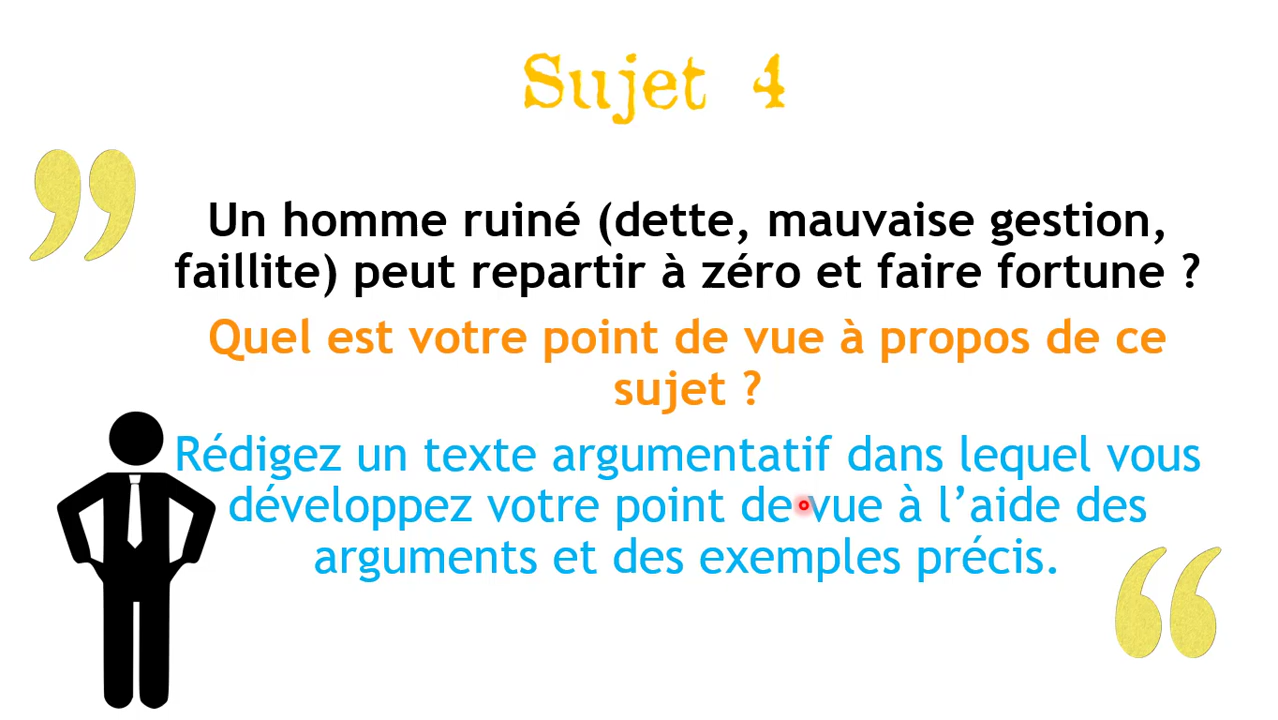 Sujet 4
Un homme ruiné (dette, mauvaise gestion,
faillite) peut repartir à zéro et faire fortune ?
Quel est votre point de vue à propos de ce
sujet ?
Rédigez un texte argumentatif dans lequel vous
développez votre point de vue à l’aide des
arguments et des exemples précis.